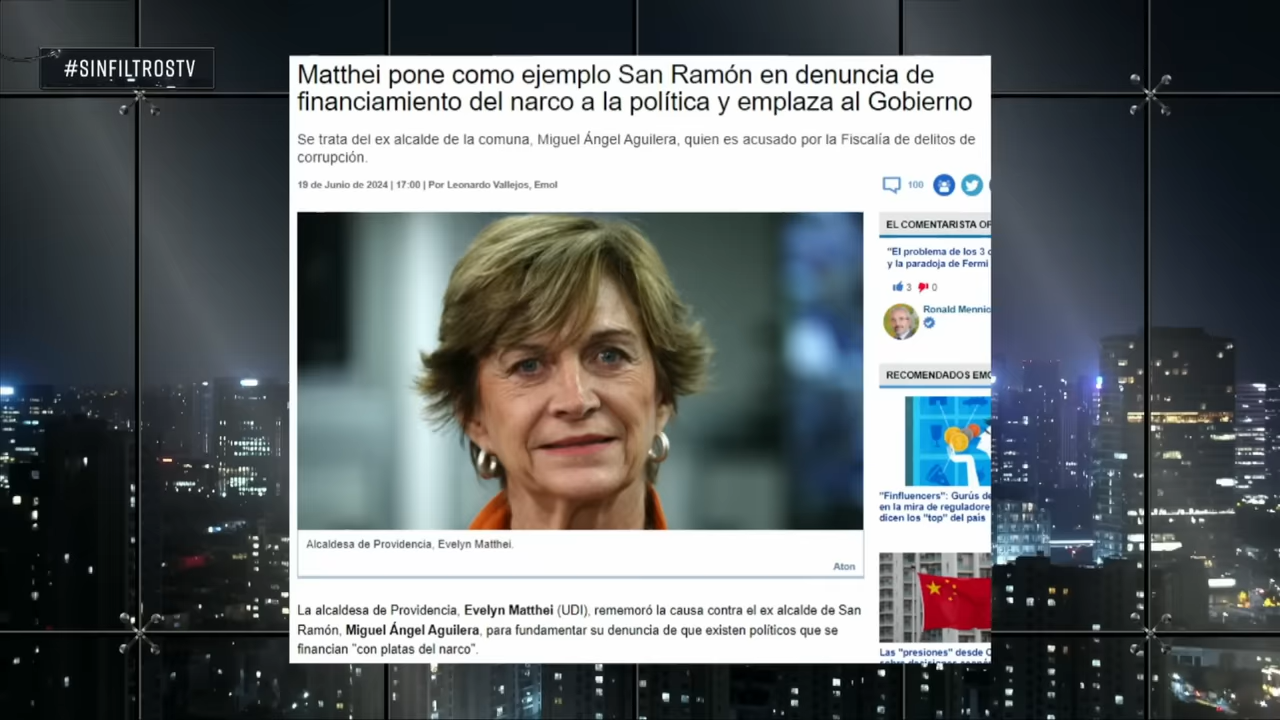 #SINFILTROSTV
Matthei pone como ejemplo San Ramón en denuncia de
financiamiento del narco a la política y emplaza al Gobierno
Se trata del ex alcalde de la comuna, Miguel Ángel Aguilera, quien es acusado por la Fiscalía de delitos de
corrupción.
19 de Junio de 2024 | 17:00 | Por Leonardo Vallejos, Emol
100
EL COMENTARISTA OP
"El problema de los 3 c
y la paradoja de Fermi
3 0
Ronald Mennic
RECOMENDADOS EMO
"Finfluencers": Gurús de
en la mira de reguladore
dicen los "top" del país
Las "presiones" desde C
Alcaldesa de Providencia, Evelyn Matthei.
Aton
La alcaldesa de Providencia, Evelyn Matthei (UDI), rememoró la causa contra el ex alcalde de San
Ramón, Miguel Ángel Aguilera, para fundamentar su denuncia de que existen políticos que se
financian "con platas del narco".